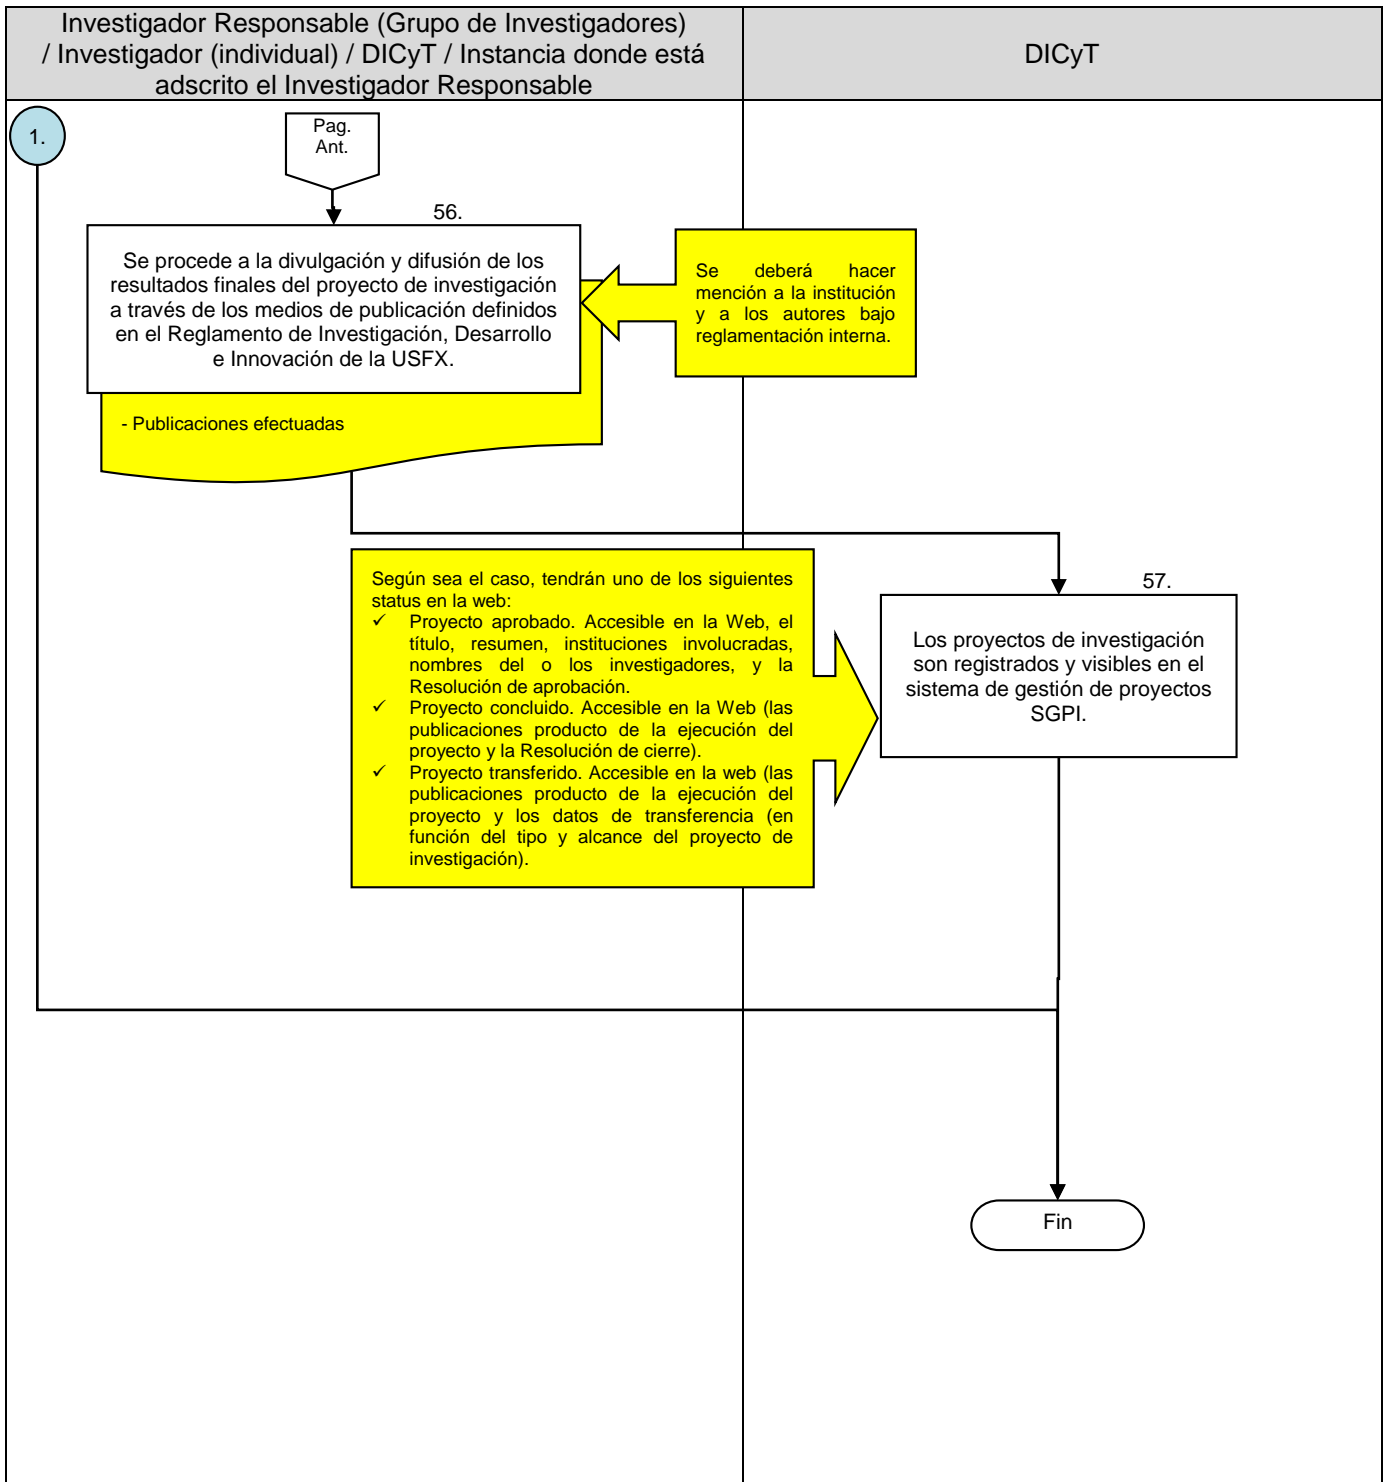 Investigador Responsable (Grupo de Investigadores)
/ Investigador (individual) / DICyT / Instancia donde está
adscrito el Investigador Responsable
DICyT
1.
Pag.
Ant.
56.
Se procede a la divulgación y difusión de los
resultados finales del proyecto de investigación
a través de los medios de publicación definidos
en el Reglamento de Investigación, Desarrollo
e Innovación de la USFX.
Se deberá hacer
mención a la institución
y a los autores bajo
reglamentación interna.
- Publicaciones efectuadas
Según sea el caso, tendrán uno de los siguientes
status en la web:
✓ Proyecto aprobado. Accesible en la Web, el
título, resumen, instituciones involucradas,
nombres del o los investigadores, y la
Resolución de aprobación.
✓ Proyecto concluido. Accesible en la Web (las
publicaciones producto de la ejecución del
proyecto y la Resolución de cierre).
✓ Proyecto transferido. Accesible en la web (las
publicaciones producto de la ejecución del
proyecto y los datos de transferencia (en
función del tipo y alcance del proyecto de
investigación).
57.
Los proyectos de investigación
son registrados y visibles en el
sistema de gestión de proyectos
SGPI.
Fin